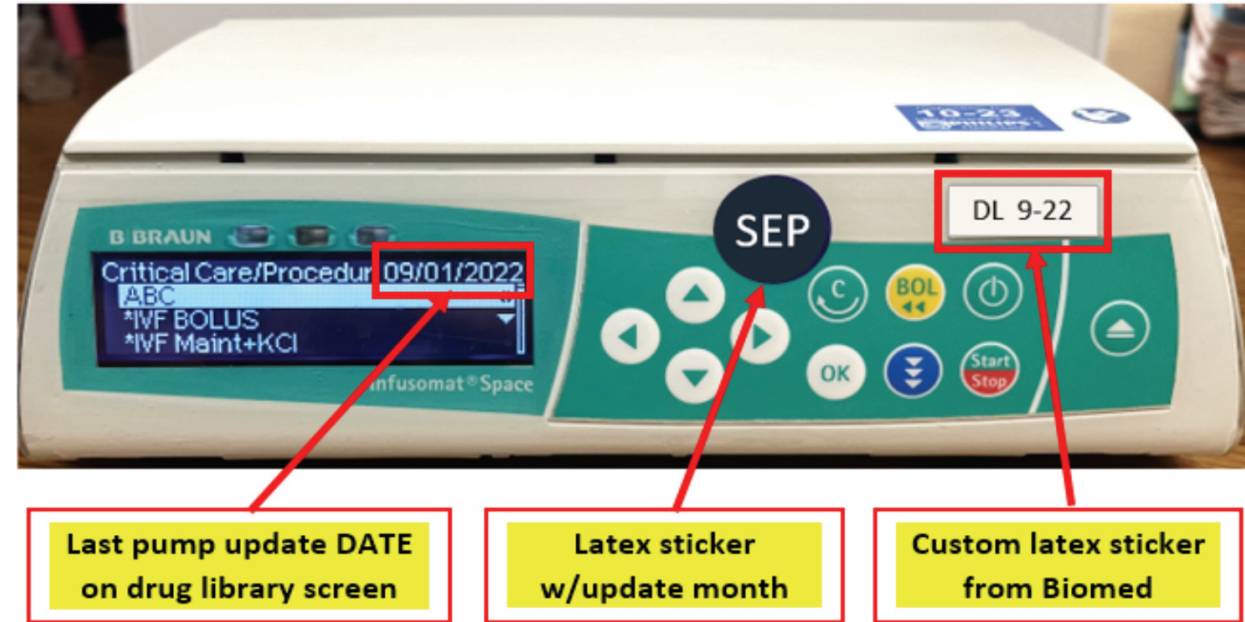 10-23
PHILIPS
SEP
DL 9-22
B BRAUN
Critical Care/Procedur 09/01/2022
ABC
*IVF BOLUS
*IVF Maint+KCl
Infusomat® Space
C
BOL
OK
Start
Stop
Last pump update DATE
on drug library screen
Latex sticker
w/update month
Custom latex sticker
from Biomed